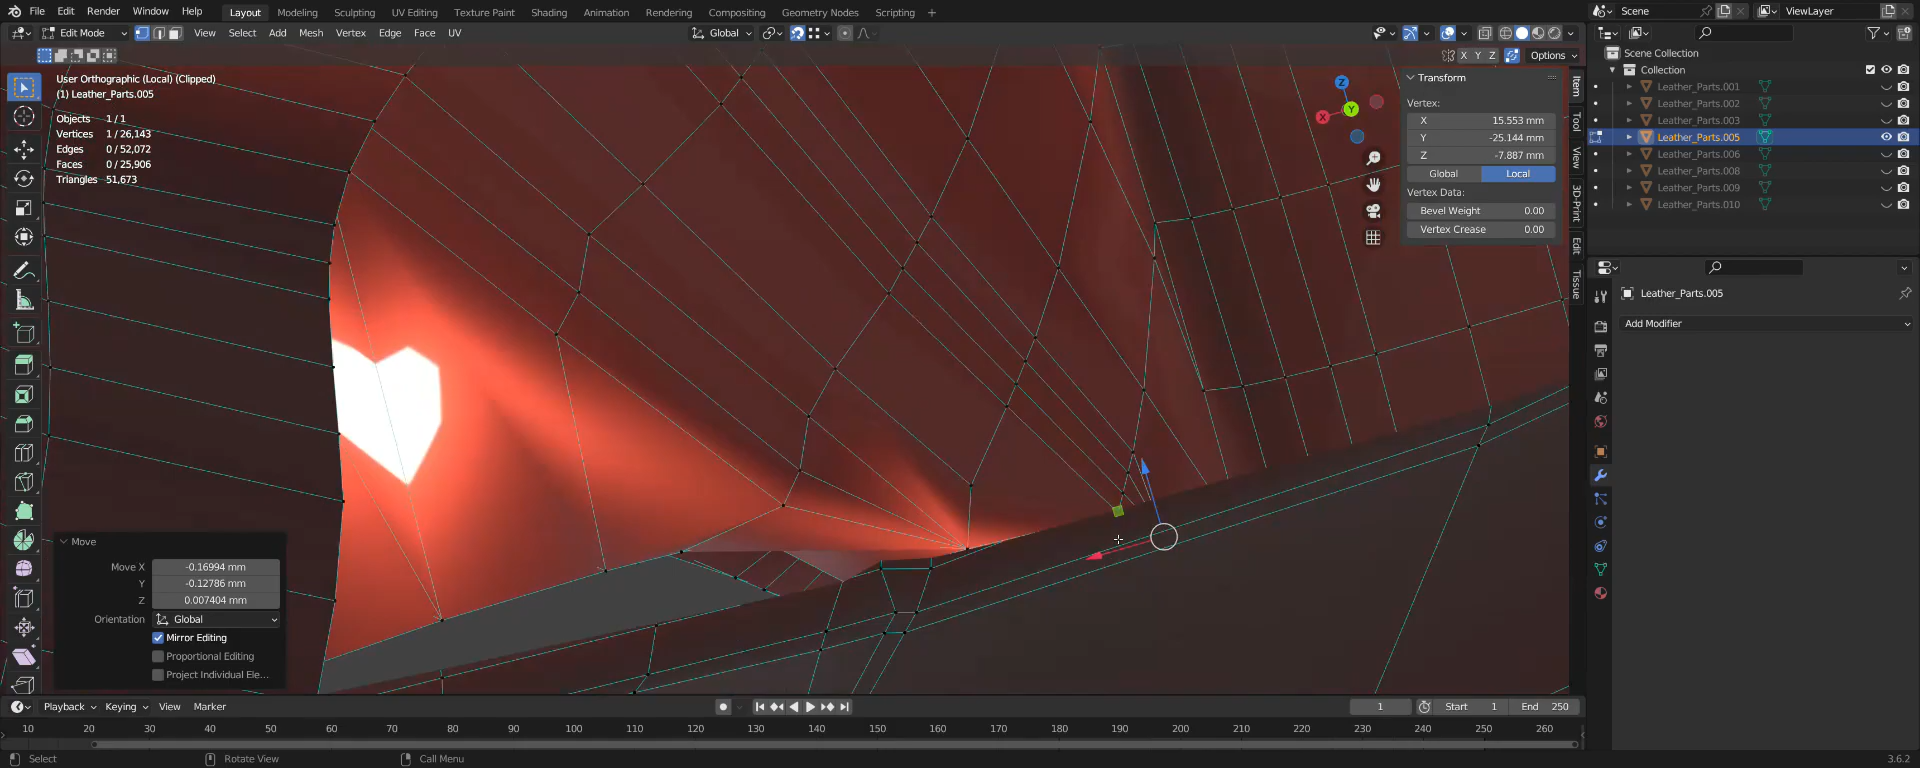 File Edit Render Window Help Layout Modeling Sculpting UV Editing Texture Paint Shading Animation Rendering Compositing Geometry Nodes Scripting + Scene ViewLayer
Edit Mode View Select Add Mesh Vertex Edge Face UV Global
X Y Z Options
User Orthographic (Local) (Clipped)
(1) Leather_Parts.005
Objects 1 / 1
Vertices 1 / 26,143
Edges 0 / 52,072
Faces 0 / 25,906
Triangles 51,673
Z
Y
X
Transform
Vertex:
X 15.553 mm
Y -25.144 mm
Z -7.887 mm
Global Local
Vertex Data:
Bevel Weight 0.00
Vertex Crease 0.00
Item
Tool
View
3D-Print
Edit
Tissue
Scene Collection
Collection
Leather_Parts.001
Leather_Parts.002
Leather_Parts.003
Leather_Parts.005
Leather_Parts.006
Leather_Parts.008
Leather_Parts.009
Leather_Parts.010
Leather_Parts.005
Add Modifier
Move
Move X -0.16994 mm
Y -0.12786 mm
Z 0.007404 mm
Orientation Global
Mirror Editing
Proportional Editing
Project Individual Ele...
Playback Keying View Marker 1 Start 1 End 250
10 20 30 40 50 60 70 80 90 100 110 120 130 140 150 160 170 180 190 200 210 220 230 240 250 260
Select Rotate View Call Menu 3.6.2